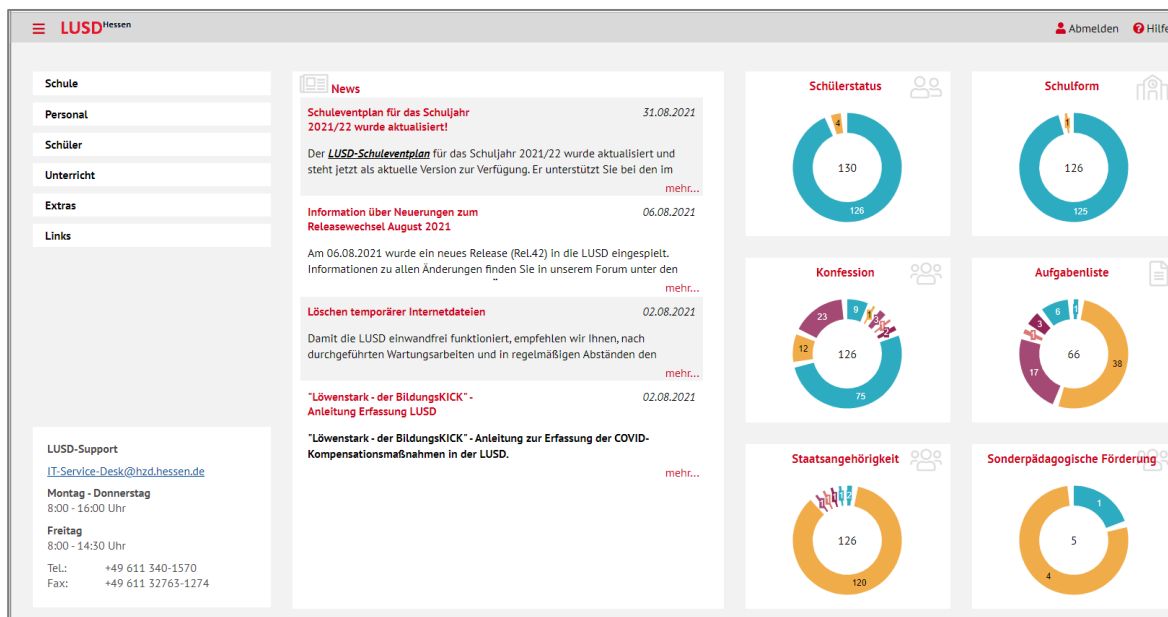 LUSD Hessen
Abmelden
Hilfe
Schule
Personal
Schüler
Unterricht
Extras
Links
LUSD-Support
IT-Service-Desk@hzd.hessen.de
Montag - Donnerstag
8:00 - 16:00 Uhr
Freitag
8:00 - 14:30 Uhr
Tel.: +49 611 340-1570
Fax: +49 611 32763-1274
News
Schuleventplan für das Schuljahr 31.08.2021
2021/22 wurde aktualisiert!
Der LUSD-Schuleventplan für das Schuljahr 2021/22 wurde aktualisiert und
steht jetzt als aktuelle Version zur Verfügung. Er unterstützt Sie bei den im
mehr...
Information über Neuerungen zum 06.08.2021
Releasewechsel August 2021
Am 06.08.2021 wurde ein neues Release (Rel.42) in die LUSD eingespielt.
Informationen zu allen Änderungen finden Sie in unserem Forum unter den
mehr...
Löschen temporärer Internetdateien 02.08.2021
Damit die LUSD einwandfrei funktioniert, empfehlen wir Ihnen, nach
durchgeführten Wartungsarbeiten und in regelmäßigen Abständen den
mehr...
"Löwenstark - der BildungsKICK" - 02.08.2021
Anleitung Erfassung LUSD
"Löwenstark - der BildungsKICK" - Anleitung zur Erfassung der COVID-
Kompensationsmaßnahmen in der LUSD.
mehr...
Schülerstatus
4
130
126
Schulform
1
126
125
Konfession
23
9
1
3
2
12
126
75
Aufgabenliste
6
1
3
66
38
17
Staatsangehörigkeit
1
1
2
126
120
Sonderpädagogische Förderung
1
5
4